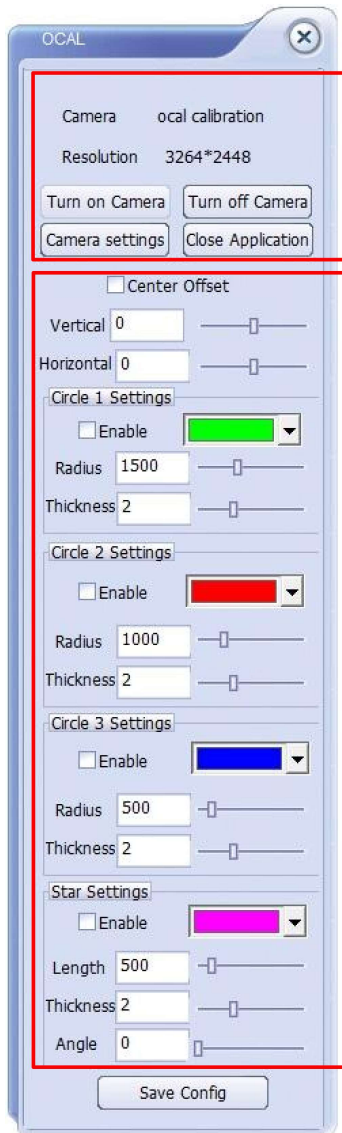 OCAL
Camera ocal calibration
Resolution 3264*2448
Turn on Camera Turn off Camera
Camera settings Close Application
Center Offset
Vertical 0
Horizontal 0
Circle 1 Settings
Enable
Radius 1500
Thickness 2
Circle 2 Settings
Enable
Radius 1000
Thickness 2
Circle 3 Settings
Enable
Radius 500
Thickness 2
Star Settings
Enable
Length 500
Thickness 2
Angle 0
Save Config